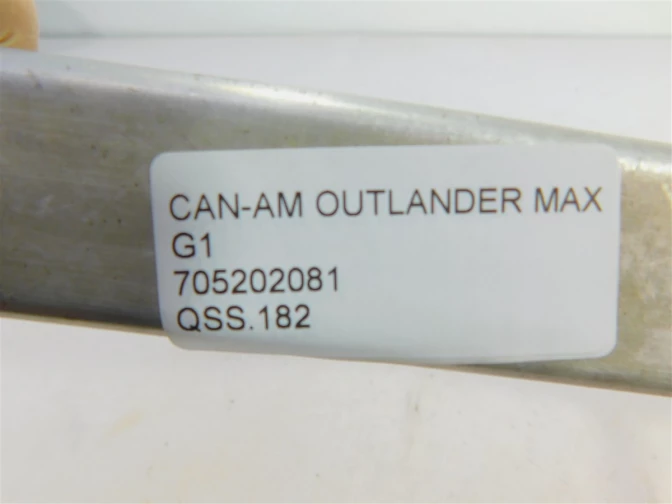 CAN-AM OUTLANDER MAX
G1
705202081
QSS.182